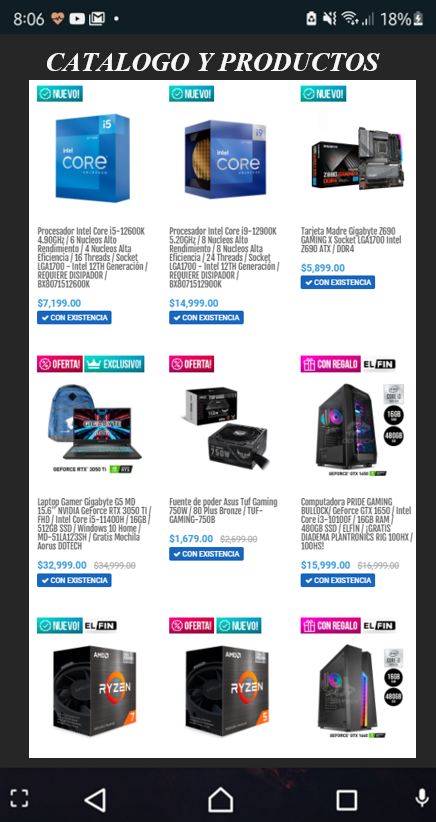 8:06
18%
CATALOGO Y PRODUCTOS
NUEVO!
NUEVO!
NUEVO!
i5
intel
CORE
i9
intel
CORE
GIGABYTE
Procesador Intel Core i5-12600K
4.90GHz / 6 Nucleos Alto
Rendimiento / 4 Nucleos Alta
Eficiencia / 16 Threads / Socket
LGA1700 - Intel 12TH Generación /
REQUIERE DISIPADOR /
BX8071512600K
$7,199.00
CON EXISTENCIA
Procesador Intel Core i9-12900K
5.20GHz / 8 Nucleos Alto
Rendimiento / 8 Nucleos Alta
Eficiencia / 24 Threads / Socket
LGA1700 - Intel 12TH Generación /
REQUIERE DISIPADOR /
BX8071512900K
$14,999.00
CON EXISTENCIA
Tarjeta Madre Gigabyte Z690
GAMING X Socket LGA1700 Intel
Z690 ATX / DDR4
$5,899.00
CON EXISTENCIA
OFERTA! EXCLUSIVO!
OFERTA!
CON REGALO EL FIN
GIGABYTE
GEFORCE RTX 3050 TI
750W
CORE i3
16GB
480GB
GEFORCE GTX 1650
Laptop Gamer Gigabyte G5 MD
15.6" NVIDIA GeForce RTX 3050 TI /
FHD / Intel Core i5-11400H / 16GB /
512GB SSD / Windows 10 Home /
MD-51LA123SH / Gratis Mochila
Aorus DDTECH
$32,999.00 $34,999.00
CON EXISTENCIA
Fuente de poder Asus Tuf Gaming
750W / 80 Plus Bronze / TUF-
GAMING-750B
$1,679.00 $2,699.00
CON EXISTENCIA
Computadora PRIDE GAMING
BULLOCK/ GeForce GTX 1650 / Intel
Core i3-10100F / 16GB RAM /
480GB SSD / ELFIN / ¡GRATIS
DIADEMA PLANTRONICS RIG 100HX /
100HS!
$15,999.00 $16,999.00
CON EXISTENCIA
NUEVO! EL FIN
OFERTA! NUEVO!
CON REGALO EL FIN
AMD
RYZEN
7
AMD
RYZEN
5
16GB
480GB
GEFORCE GTX 1660